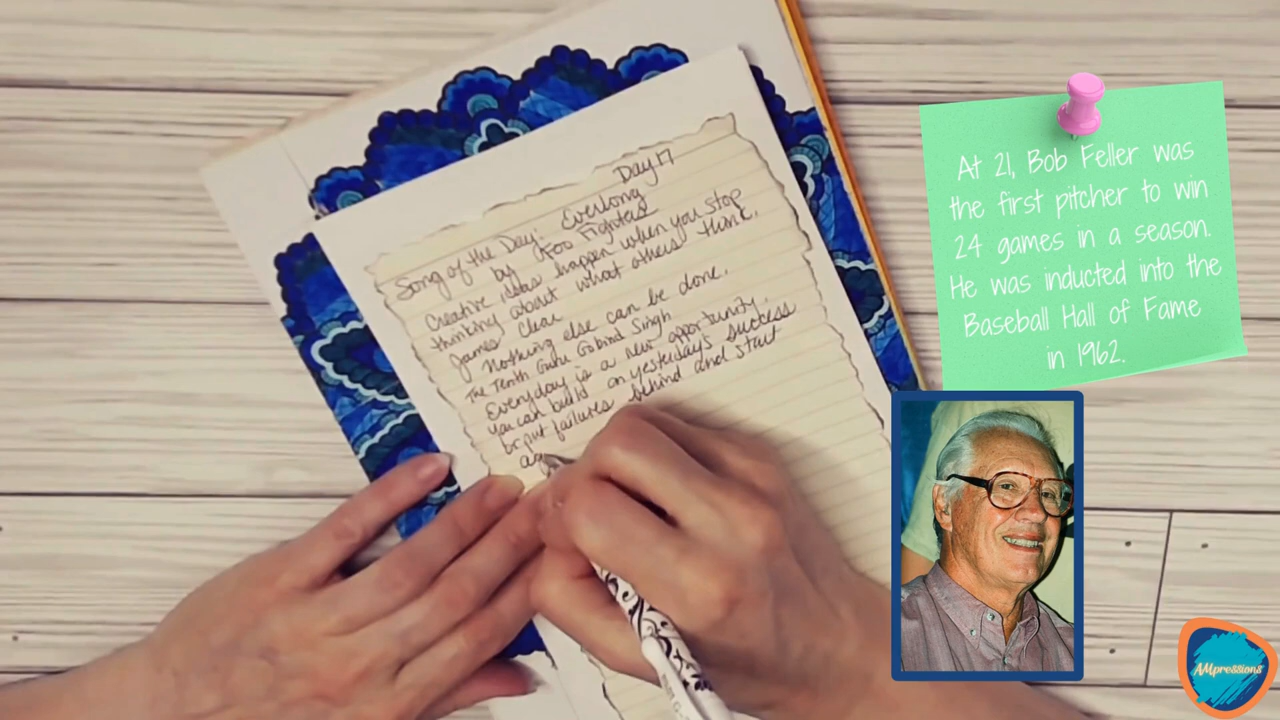 Day 17
Song of the Day: Everlong
by Foo Fighters
Creative ideas happen when you stop
thinking about what others think.
James Clear
Nothing else can be done.
The Tenth Guru Gobind Singh
Everyday is a new opportunity.
You can build on yesterdays success
or put failures behind and start
ag
At 21, Bob Feller was
the first pitcher to win
24 games in a season.
He was inducted into the
Baseball Hall of Fame
in 1962.
AMpressions